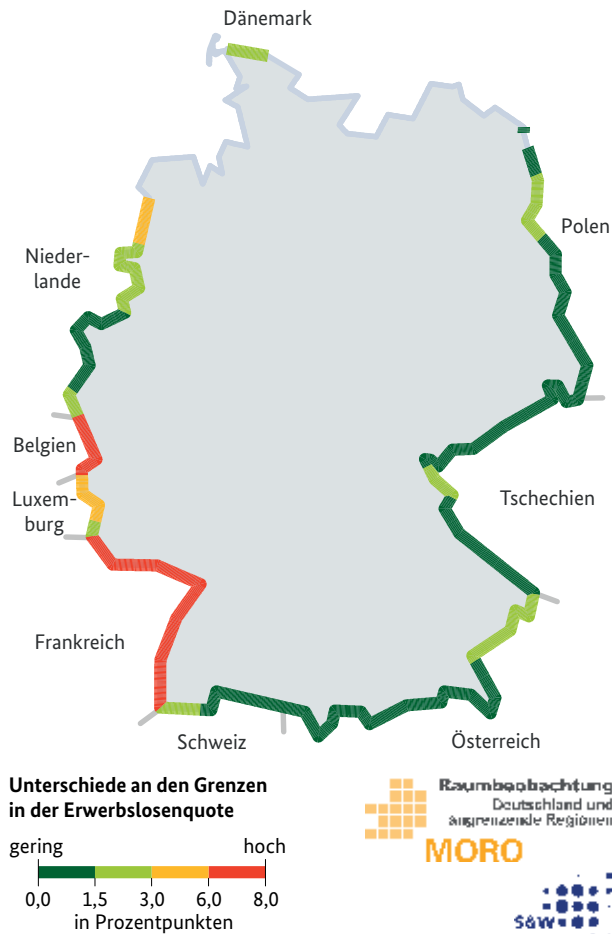 Dänemark
Polen
Nieder-
lande
Belgien
Luxem-
burg
Tschechien
Frankreich
Schweiz
Österreich
Unterschiede an den Grenzen
in der Erwerbslosenquote
gering hoch
0,0 1,5 3,0 6,0 8,0
in Prozentpunkten
Raumbeobachtung
Deutschland und
angrenzende Regionen
MORO
S&W